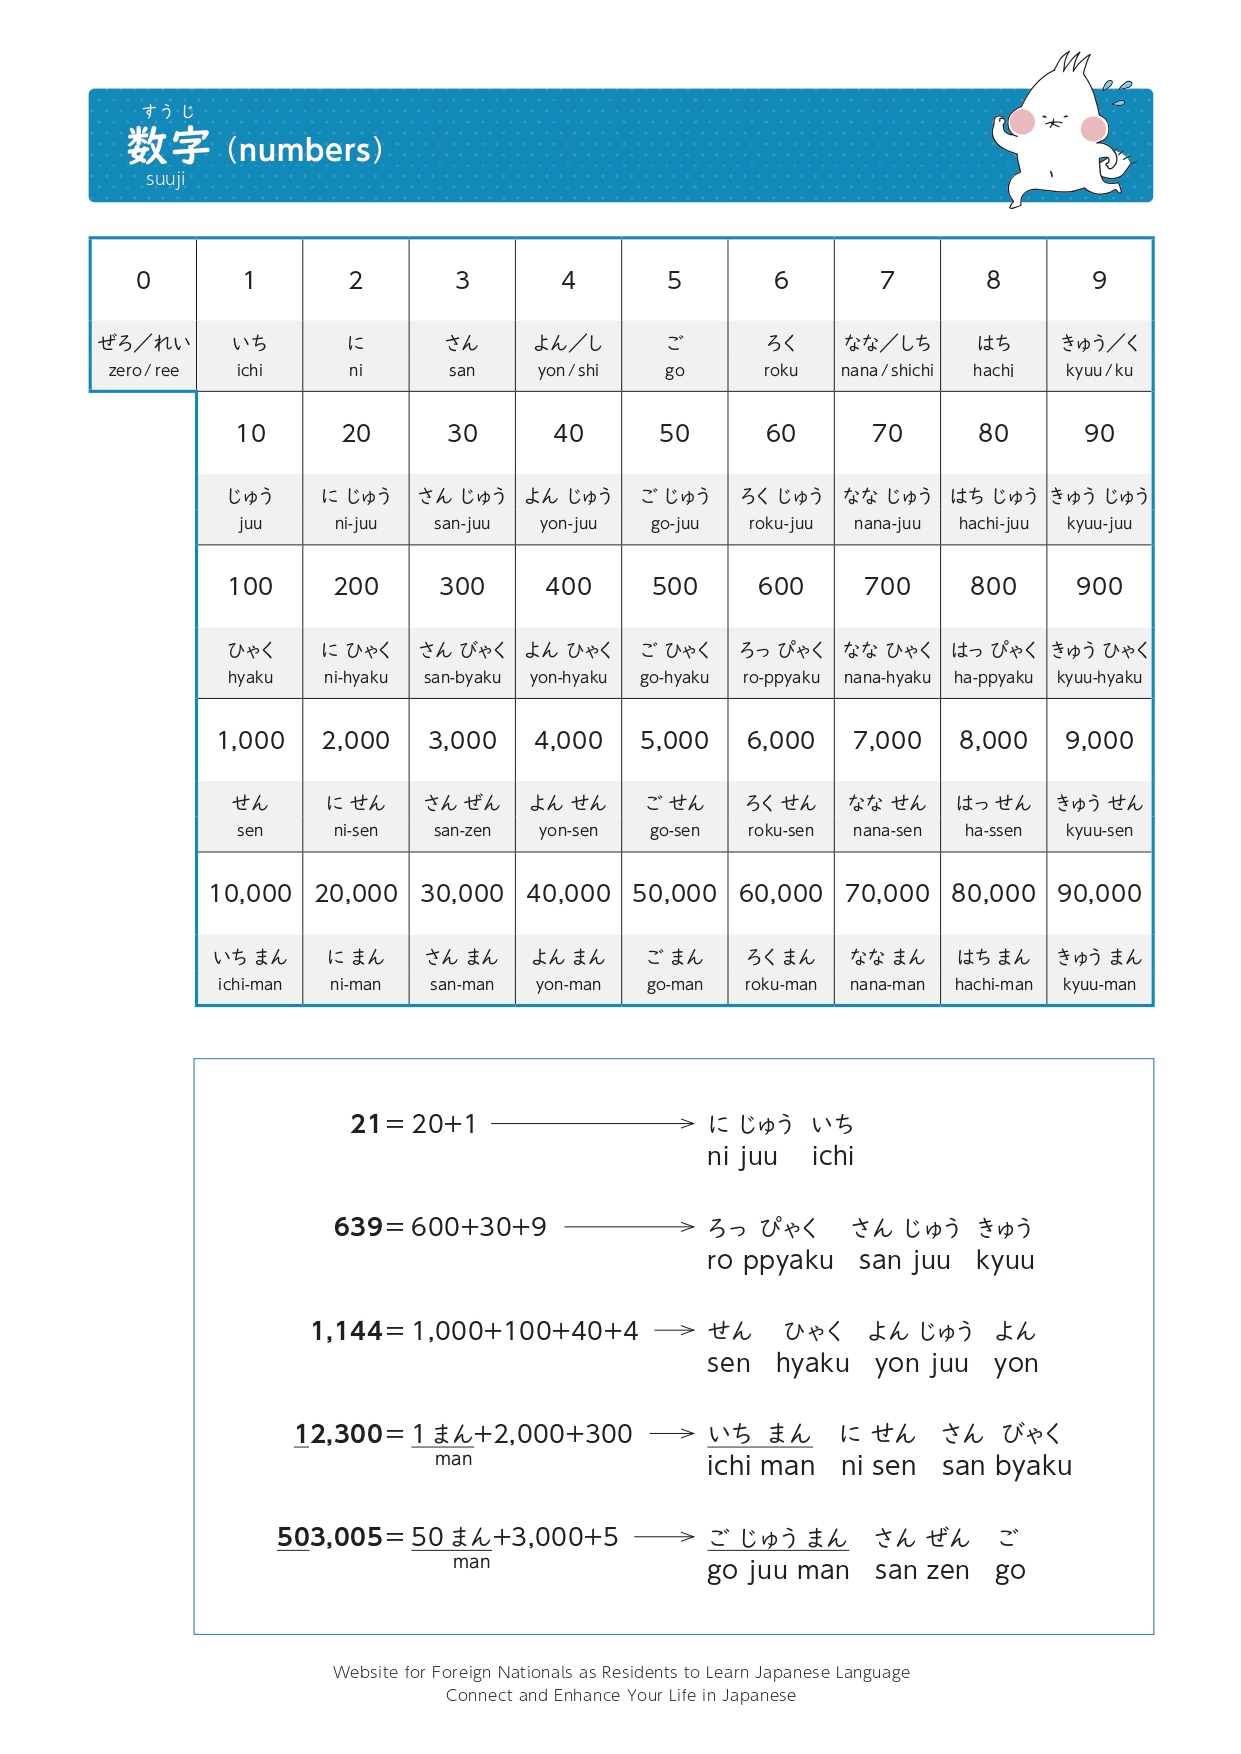 すうじ
数字 (numbers)
suuji
0 1 2 3 4 5 6 7 8 9
ぜろ／れい いち に さん よん／し ご ろく なな／しち はち きゅう／く
zero / ree ichi ni san yon / shi go roku nana / shichi hachi kyuu / ku
10 20 30 40 50 60 70 80 90
じゅう に じゅう さん じゅう よん じゅう ご じゅう ろく じゅう なな じゅう はち じゅう きゅう じゅう
juu ni-juu san-juu yon-juu go-juu roku-juu nana-juu hachi-juu kyuu-juu
100 200 300 400 500 600 700 800 900
ひゃく に ひゃく さん びゃく よん ひゃく ご ひゃく ろっ ぴゃく なな ひゃく はっ ぴゃく きゅう ひゃく
hyaku ni-hyaku san-byaku yon-hyaku go-hyaku ro-ppyaku nana-hyaku ha-ppyaku kyuu-hyaku
1,000 2,000 3,000 4,000 5,000 6,000 7,000 8,000 9,000
せん に せん さん ぜん よん せん ご せん ろく せん なな せん はっ せん きゅう せん
sen ni-sen san-zen yon-sen go-sen roku-sen nana-sen ha-ssen kyuu-sen
10,000 20,000 30,000 40,000 50,000 60,000 70,000 80,000 90,000
いち まん に まん さん まん よん まん ご まん ろく まん なな まん はち まん きゅう まん
ichi-man ni-man san-man yon-man go-man roku-man nana-man hachi-man kyuu-man
21= 20+1 → に じゅう いち
ni juu ichi
639= 600+30+9 → ろっ ぴゃく さん じゅう きゅう
ro ppyaku san juu kyuu
1,144= 1,000+100+40+4 → せん ひゃく よん じゅう よん
sen hyaku yon juu yon
12,300= 1 まん+2,000+300 → いち まん に せん さん びゃく
man ichi man ni sen san byaku
503,005= 50 まん+3,000+5 → ご じゅう まん さん ぜん ご
man go juu man san zen go
Website for Foreign Nationals as Residents to Learn Japanese Language
Connect and Enhance Your Life in Japanese